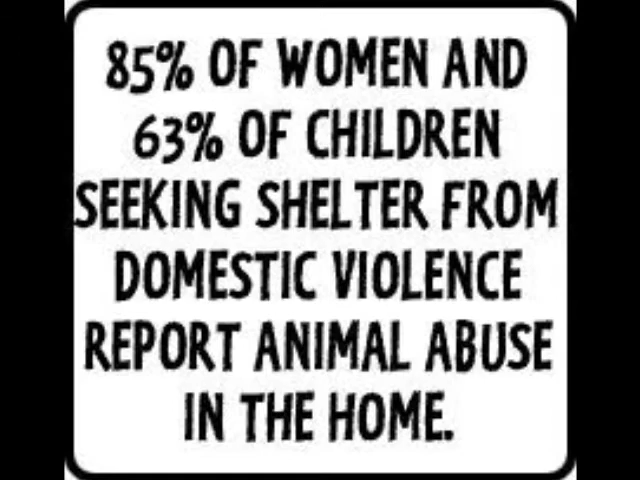 85% OF WOMEN AND
63% OF CHILDREN
SEEKING SHELTER FROM
DOMESTIC VIOLENCE
REPORT ANIMAL ABUSE
IN THE HOME.